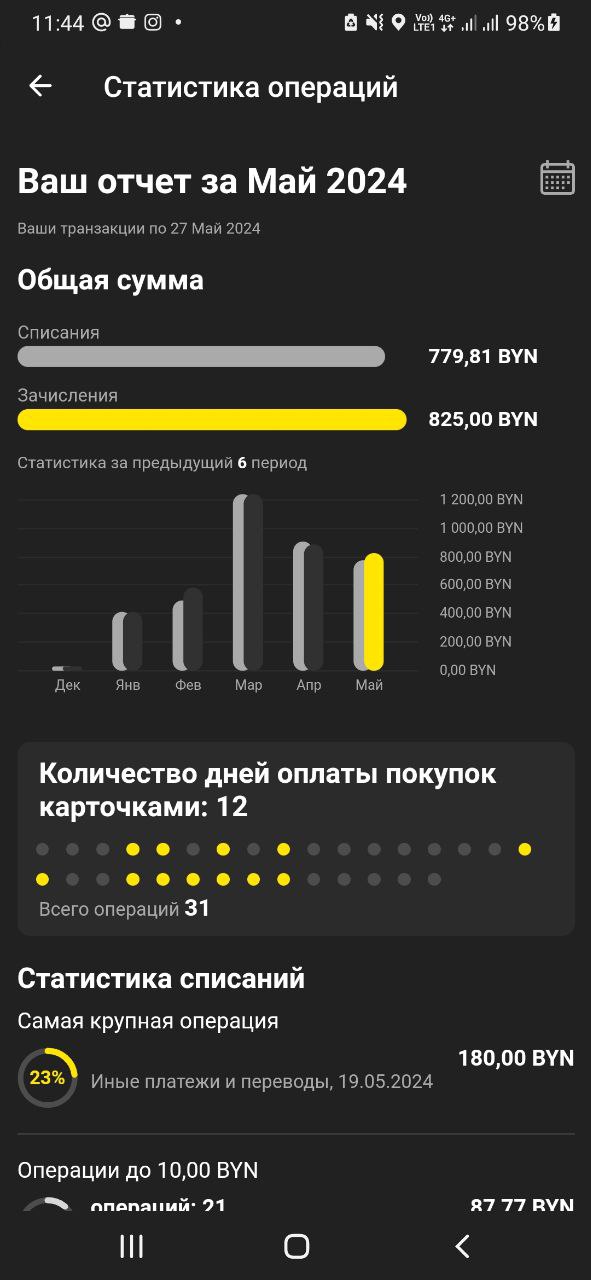 11:44
Vo)) LTE1 4G+ 98%
Статистика операций
Ваш отчет за Май 2024
Ваши транзакции по 27 Май 2024
Общая сумма
Списания
779,81 BYN
Зачисления
825,00 BYN
Статистика за предыдущий 6 период
1 200,00 BYN
1 000,00 BYN
800,00 BYN
600,00 BYN
400,00 BYN
200,00 BYN
0,00 BYN
Дек Янв Фев Мар Апр Май
Количество дней оплаты покупок
карточками: 12
Всего операций 31
Статистика списаний
Самая крупная операция
180,00 BYN
23% Иные платежи и переводы, 19.05.2024
Операции до 10,00 BYN
операций: 21 87,77 BYN